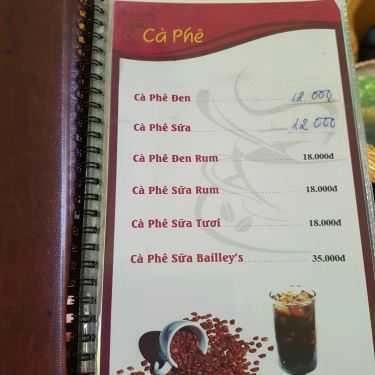 Cà Phê
Cà Phê Đen 12 000
Cà Phê Sữa 12 000
Cà Phê Đen Rum 18.000đ
Cà Phê Sữa Rum 18.000đ
Cà Phê Sữa Tươi 18.000đ
Cà Phê Sữa Bailley's 35.000đ